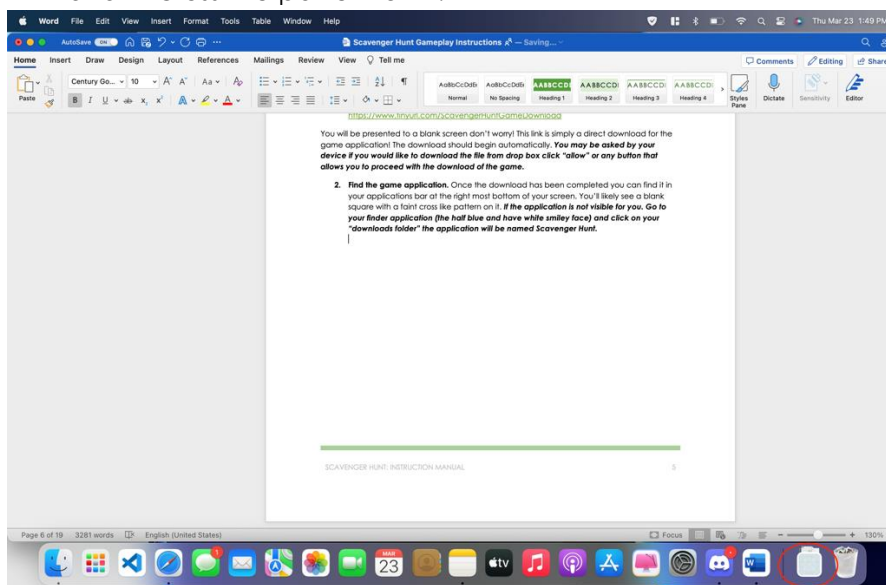 Word File Edit View Insert Format Tools Table Window Help Thu Mar 23 1:49 PM
AutoSave ON Scavenger Hunt Gameplay Instructions — Saving...
Home Insert Draw Design Layout References Mailings Review View Tell me Comments Editing Share
Paste Century Go... 10 Aa
B I U ab x, x² A A
AaBbCcDdEe AaBbCcDdEe AABBCCDI AABBCCDI AABBCCDI AABBCCDI
Normal No Spacing Heading 1 Heading 2 Heading 3 Heading 4 Styles Pane Dictate Sensitivity Editor
https://www.tinyurl.com/ScavengerHuntGameDownload
You will be presented to a blank screen don't worry! This link is simply a direct download for the
game application! The download should begin automatically. You may be asked by your
device if you would like to download the file from drop box click "allow" or any button that
allows you to proceed with the download of the game.
2. Find the game application. Once the download has been completed you can find it in
your applications bar at the right most bottom of your screen. You'll likely see a blank
square with a faint cross like pattern on it. If the application is not visible for you. Go to
your finder application (the half blue and have white smiley face) and click on your
"downloads folder" the application will be named Scavenger Hunt.
SCAVENGER HUNT: INSTRUCTION MANUAL 5
Page 6 of 19 3281 words English (United States) Focus 130%
MAR
23
tv
W